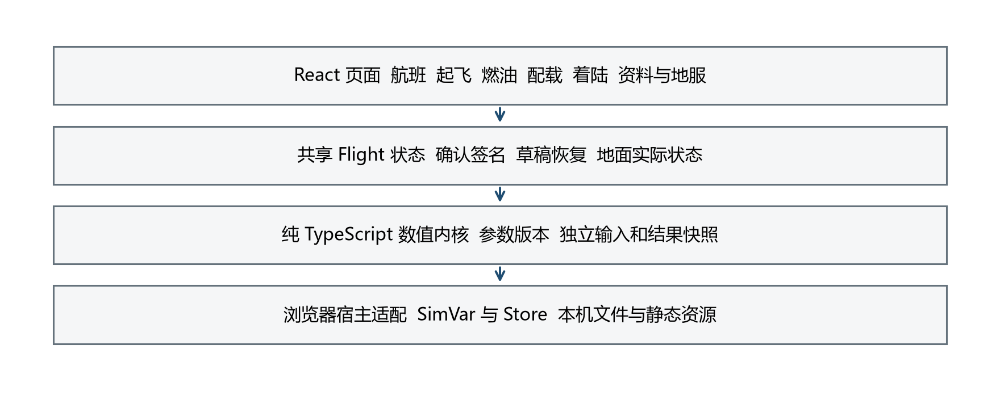 React 页面 航班 起飞 燃油 配载 着陆 资料与地服
共享 Flight 状态 确认签名 草稿恢复 地面实际状态
纯 TypeScript 数值内核 参数版本 独立输入和结果快照
浏览器宿主适配 SimVar 与 Store 本机文件与静态资源